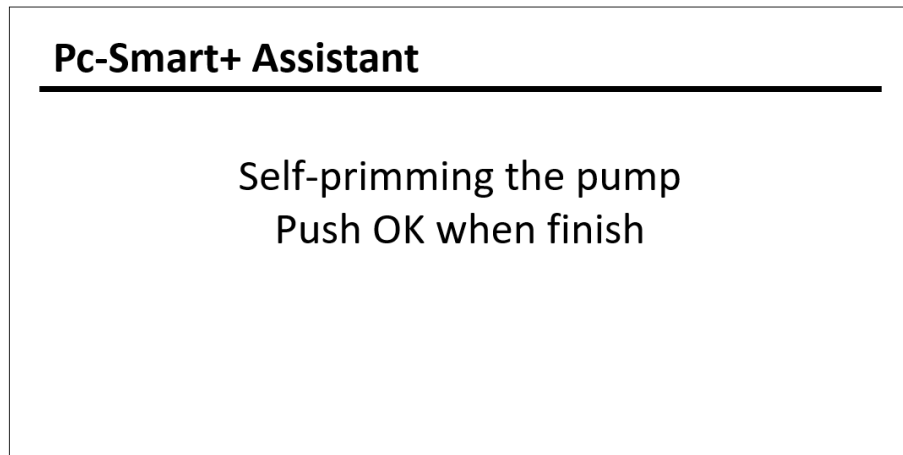 Pc-Smart+ Assistant
Self-primming the pump
Push OK when finish